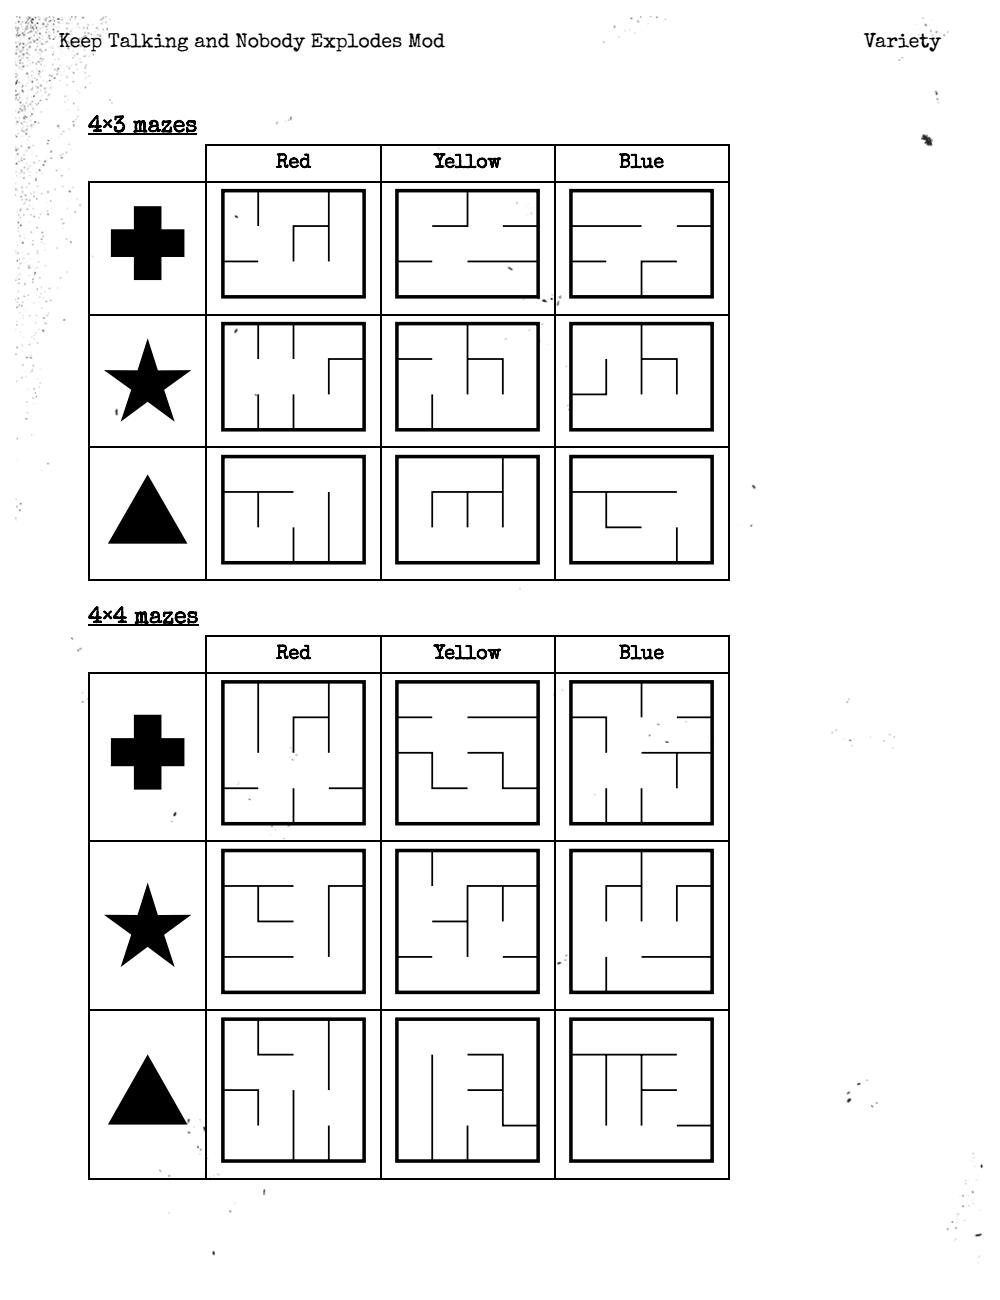 Keep Talking and Nobody Explodes Mod
Variety
4×3 mazes
Red Yellow Blue
4×4 mazes
Red Yellow Blue